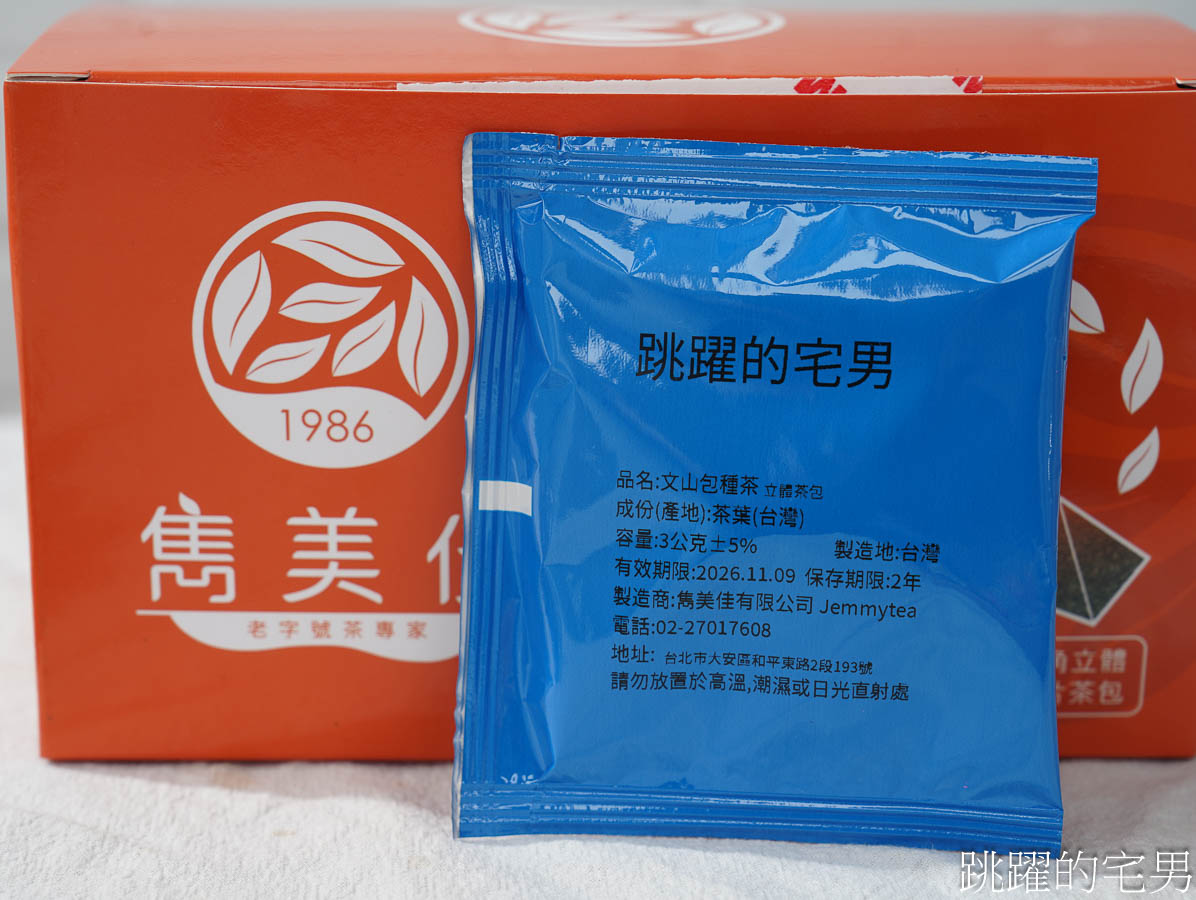 1986
雋美佳
老字號茶專家
跳躍的宅男
品名:文山包種茶 立體茶包
成份(產地):茶葉(台灣)
容量:3公克±5% 製造地:台灣
有效期限:2026.11.09 保存期限:2年
製造商:雋美佳有限公司 Jemmytea
電話:02-27017608
地址: 台北市大安區和平東路2段193號
請勿放置於高溫,潮濕或日光直射處
角立體
茶包
跳躍的宅男